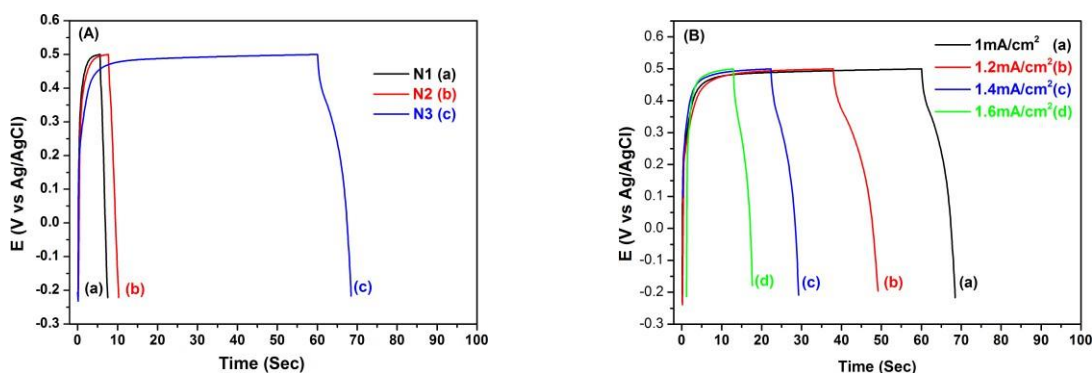 (A)
N1 (a)
N2 (b)
N3 (c)
E (V vs Ag/AgCl)
0.6
0.5
0.4
0.3
0.2
0.1
0.0
-0.1
-0.2
-0.3
(a)
(b)
(c)
0 10 20 30 40 50 60 70 80 90 100
Time (Sec)
(B)
1mA/cm² (a)
1.2mA/cm²(b)
1.4mA/cm²(c)
1.6mA/cm²(d)
E (V vs Ag/AgCl)
0.6
0.5
0.4
0.3
0.2
0.1
0.0
-0.1
-0.2
-0.3
(d)
(c)
(b)
(a)
0 10 20 30 40 50 60 70 80 90 100
Time (Sec)